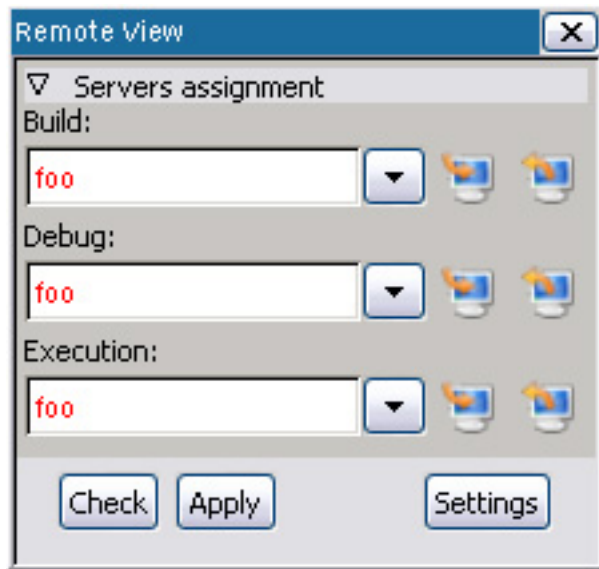 Remote View
Servers assignment
Build:
foo
Debug:
foo
Execution:
foo
Check Apply Settings